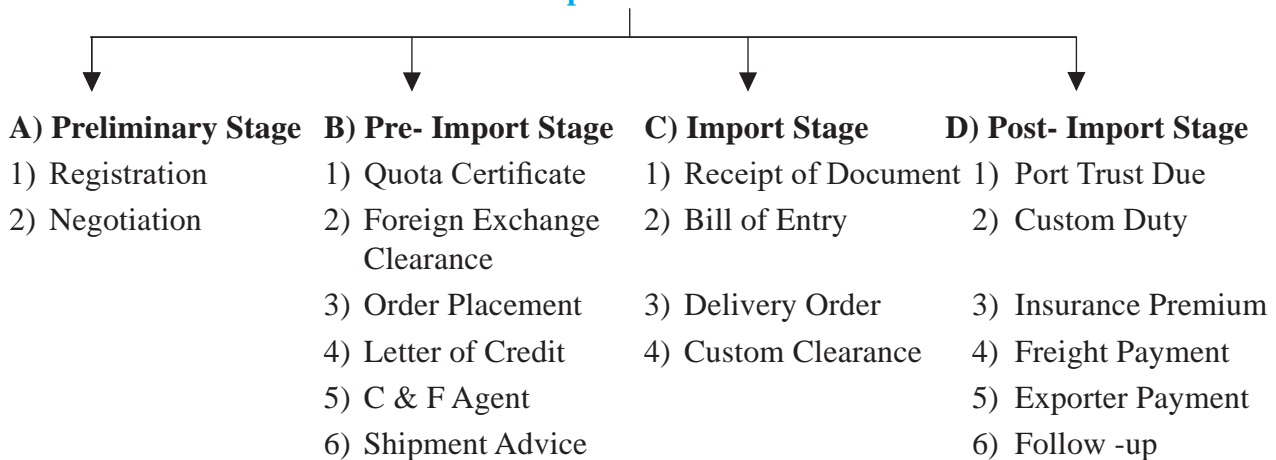 A) Preliminary Stage
1) Registration
2) Negotiation
B) Pre- Import Stage
1) Quota Certificate
2) Foreign Exchange
Clearance
3) Order Placement
4) Letter of Credit
5) C & F Agent
6) Shipment Advice
C) Import Stage
1) Receipt of Document
2) Bill of Entry
3) Delivery Order
4) Custom Clearance
D) Post- Import Stage
1) Port Trust Due
2) Custom Duty
3) Insurance Premium
4) Freight Payment
5) Exporter Payment
6) Follow -up